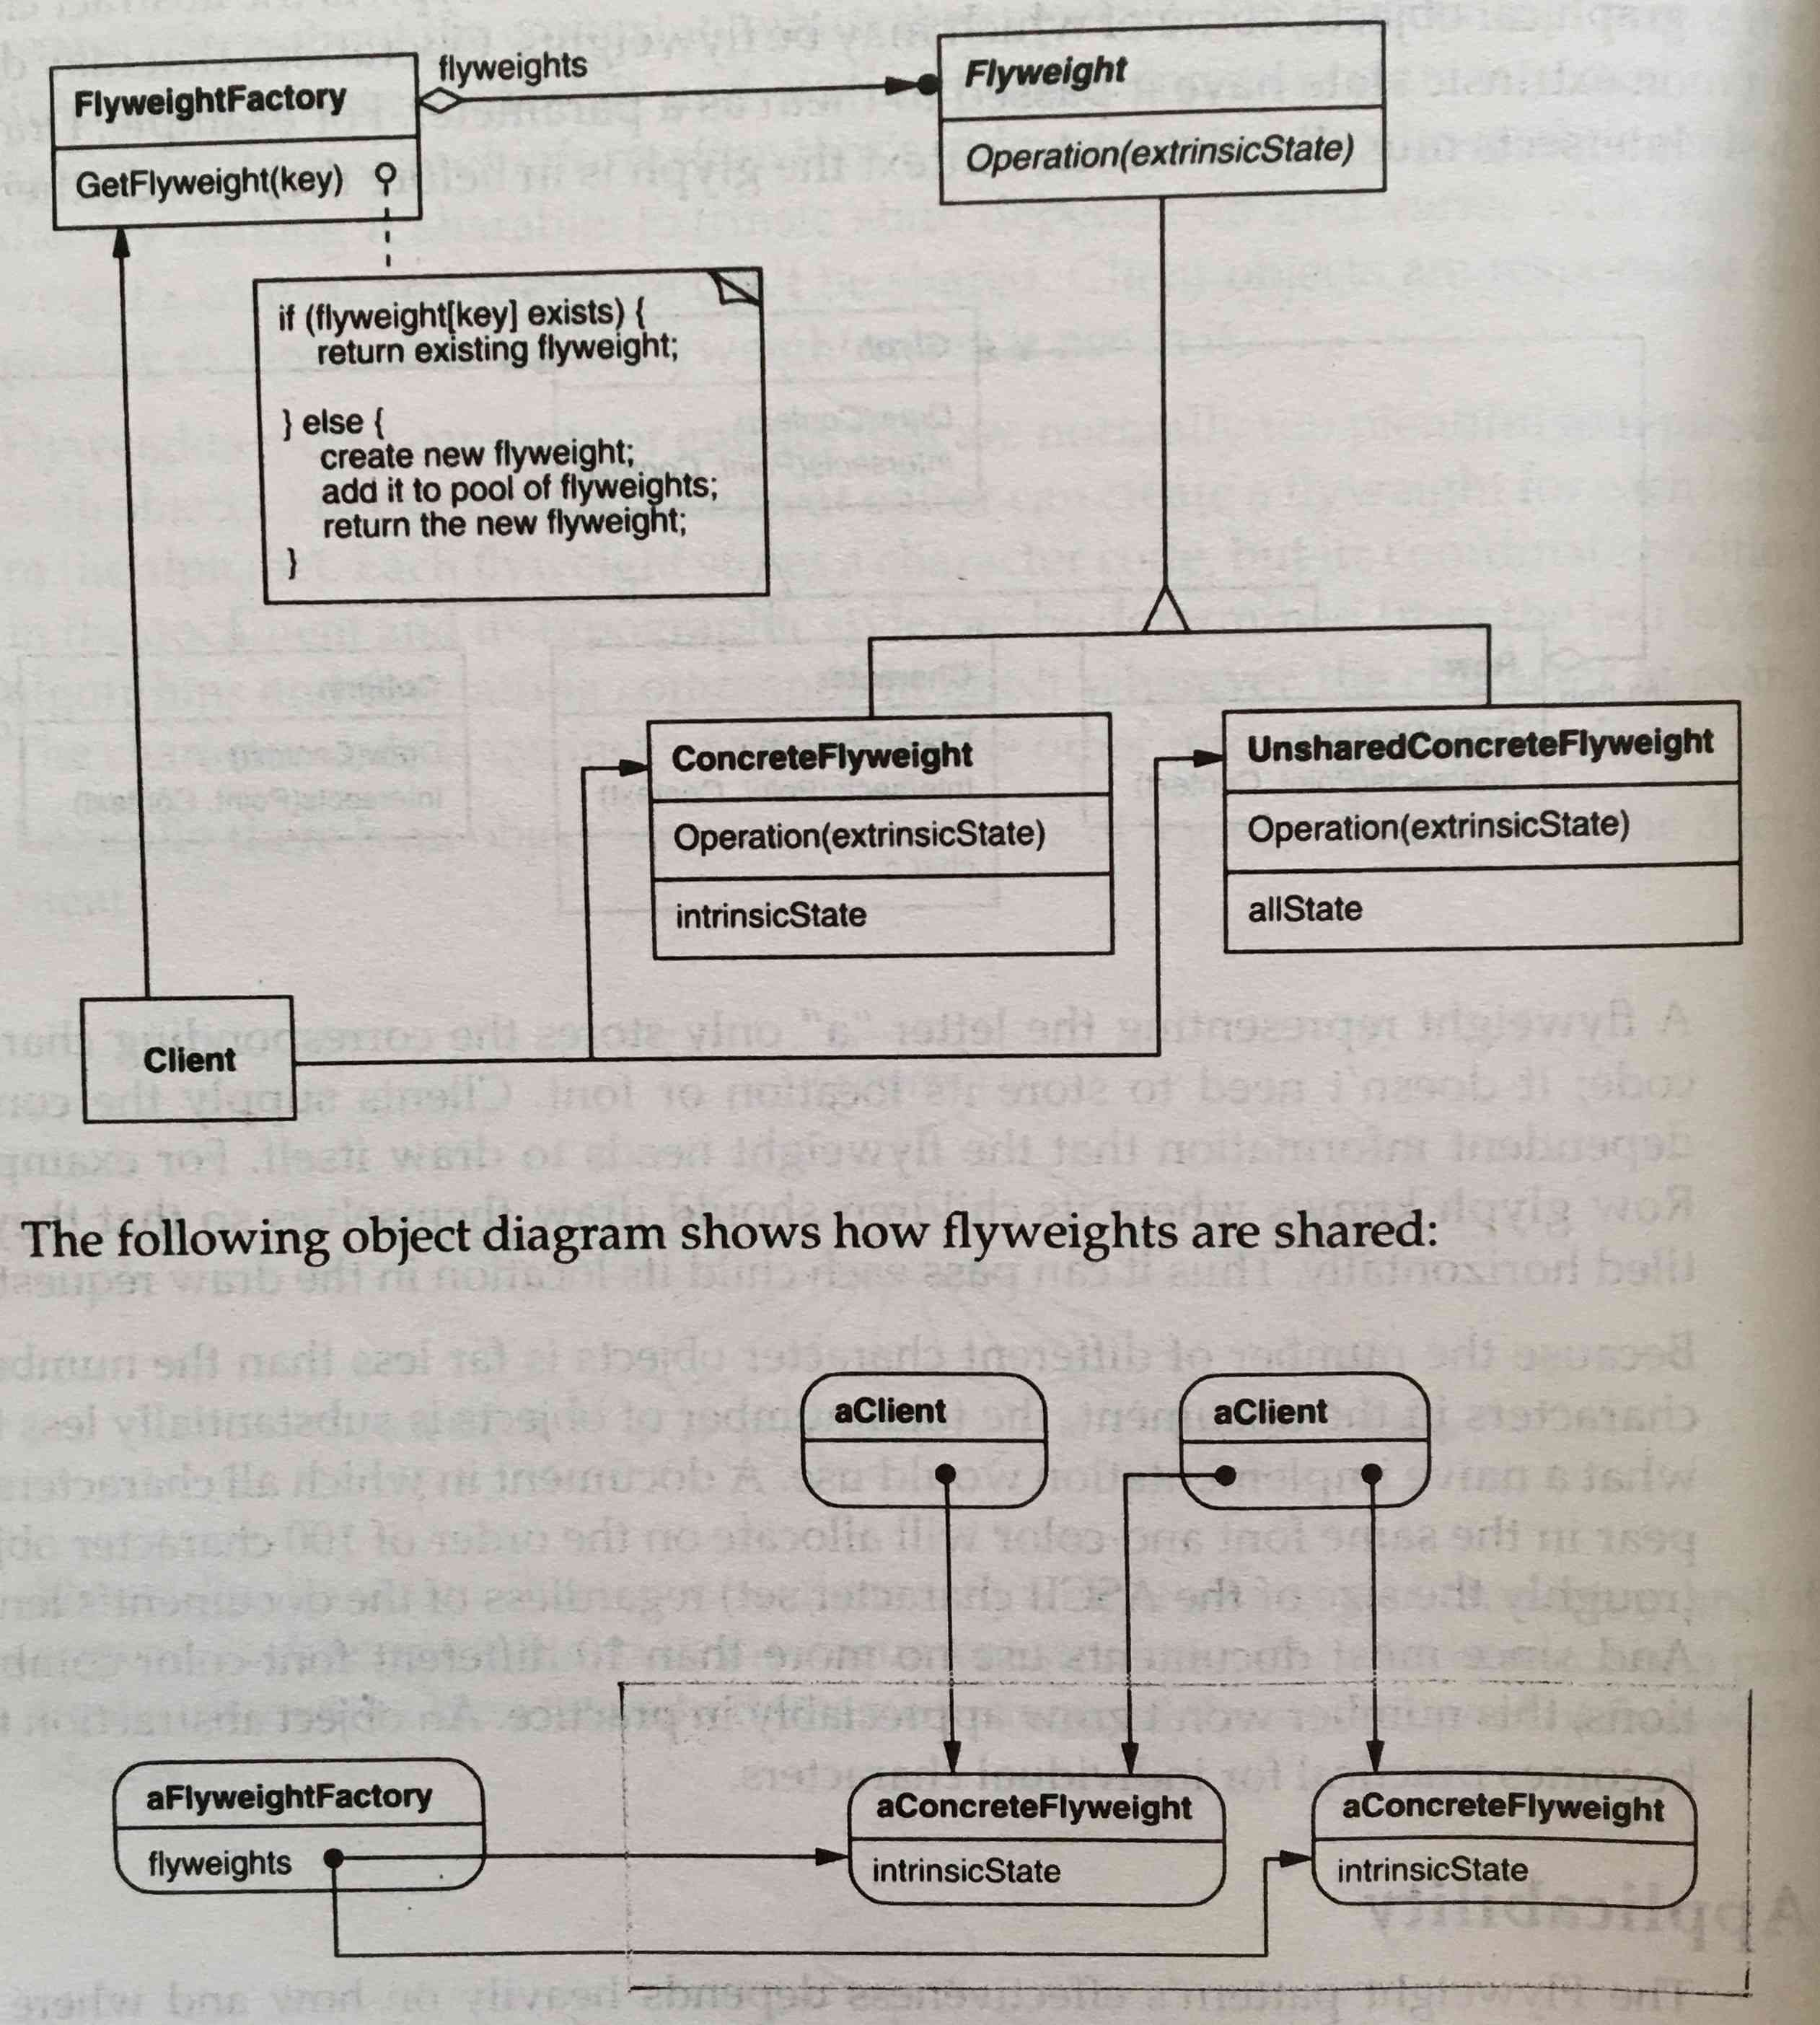 flyweights
FlyweightFactory
GetFlyweight(key)
Flyweight
Operation(extrinsicState)
if (flyweight[key] exists) {
return existing flyweight;
} else {
create new flyweight;
add it to pool of flyweights;
return the new flyweight;
}
ConcreteFlyweight
Operation(extrinsicState)
intrinsicState
UnsharedConcreteFlyweight
Operation(extrinsicState)
allState
Client
The following object diagram shows how flyweights are shared:
aClient
aClient
aFlyweightFactory
flyweights
aConcreteFlyweight
intrinsicState
aConcreteFlyweight
intrinsicState